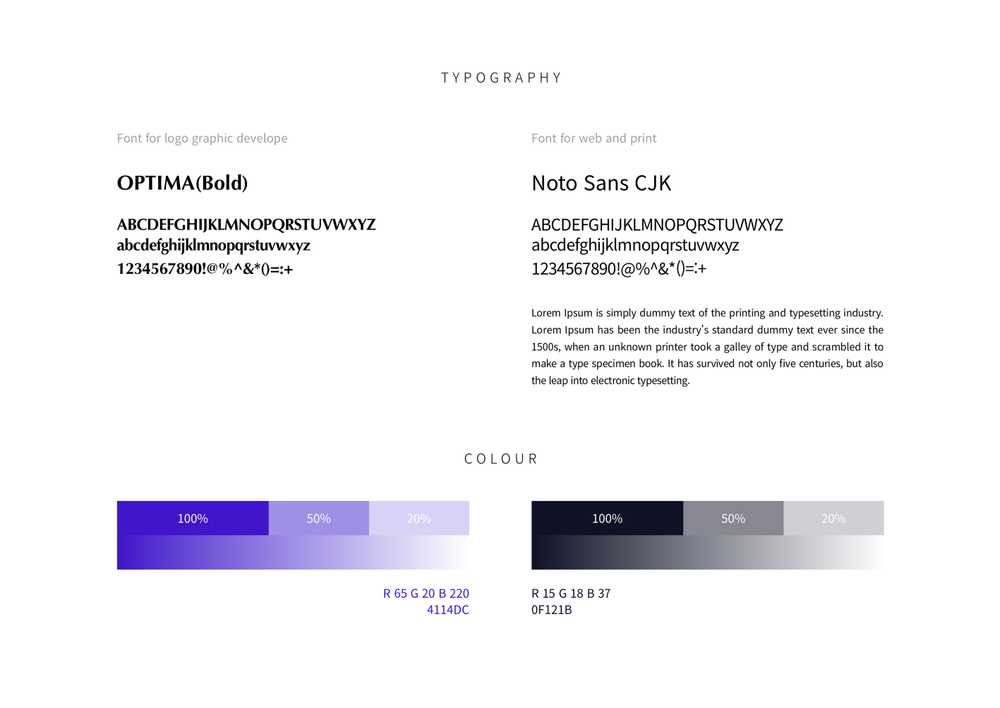 TYPOGRAPHY
Font for logo graphic develope
OPTIMA(Bold)
ABCDEFGHIJKLMNOPQRSTUVWXYZ
abcdefghijklmnopqrstuvwxyz
1234567890!@%^&*()=:+
Font for web and print
Noto Sans CJK
ABCDEFGHIJKLMNOPQRSTUVWXYZ
abcdefghijklmnopqrstuvwxyz
1234567890!@%^&*()=:+
Lorem Ipsum is simply dummy text of the printing and typesetting industry.
Lorem Ipsum has been the industry's standard dummy text ever since the
1500s, when an unknown printer took a galley of type and scrambled it to
make a type specimen book. It has survived not only five centuries, but also
the leap into electronic typesetting.
COLOUR
100% 50% 20%
R 65 G 20 B 220
4114DC
100% 50% 20%
R 15 G 18 B 37
0F121B